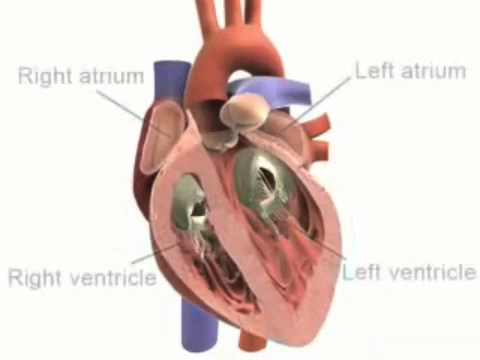 Right atrium
Left atrium
Right ventricle
Left ventricle